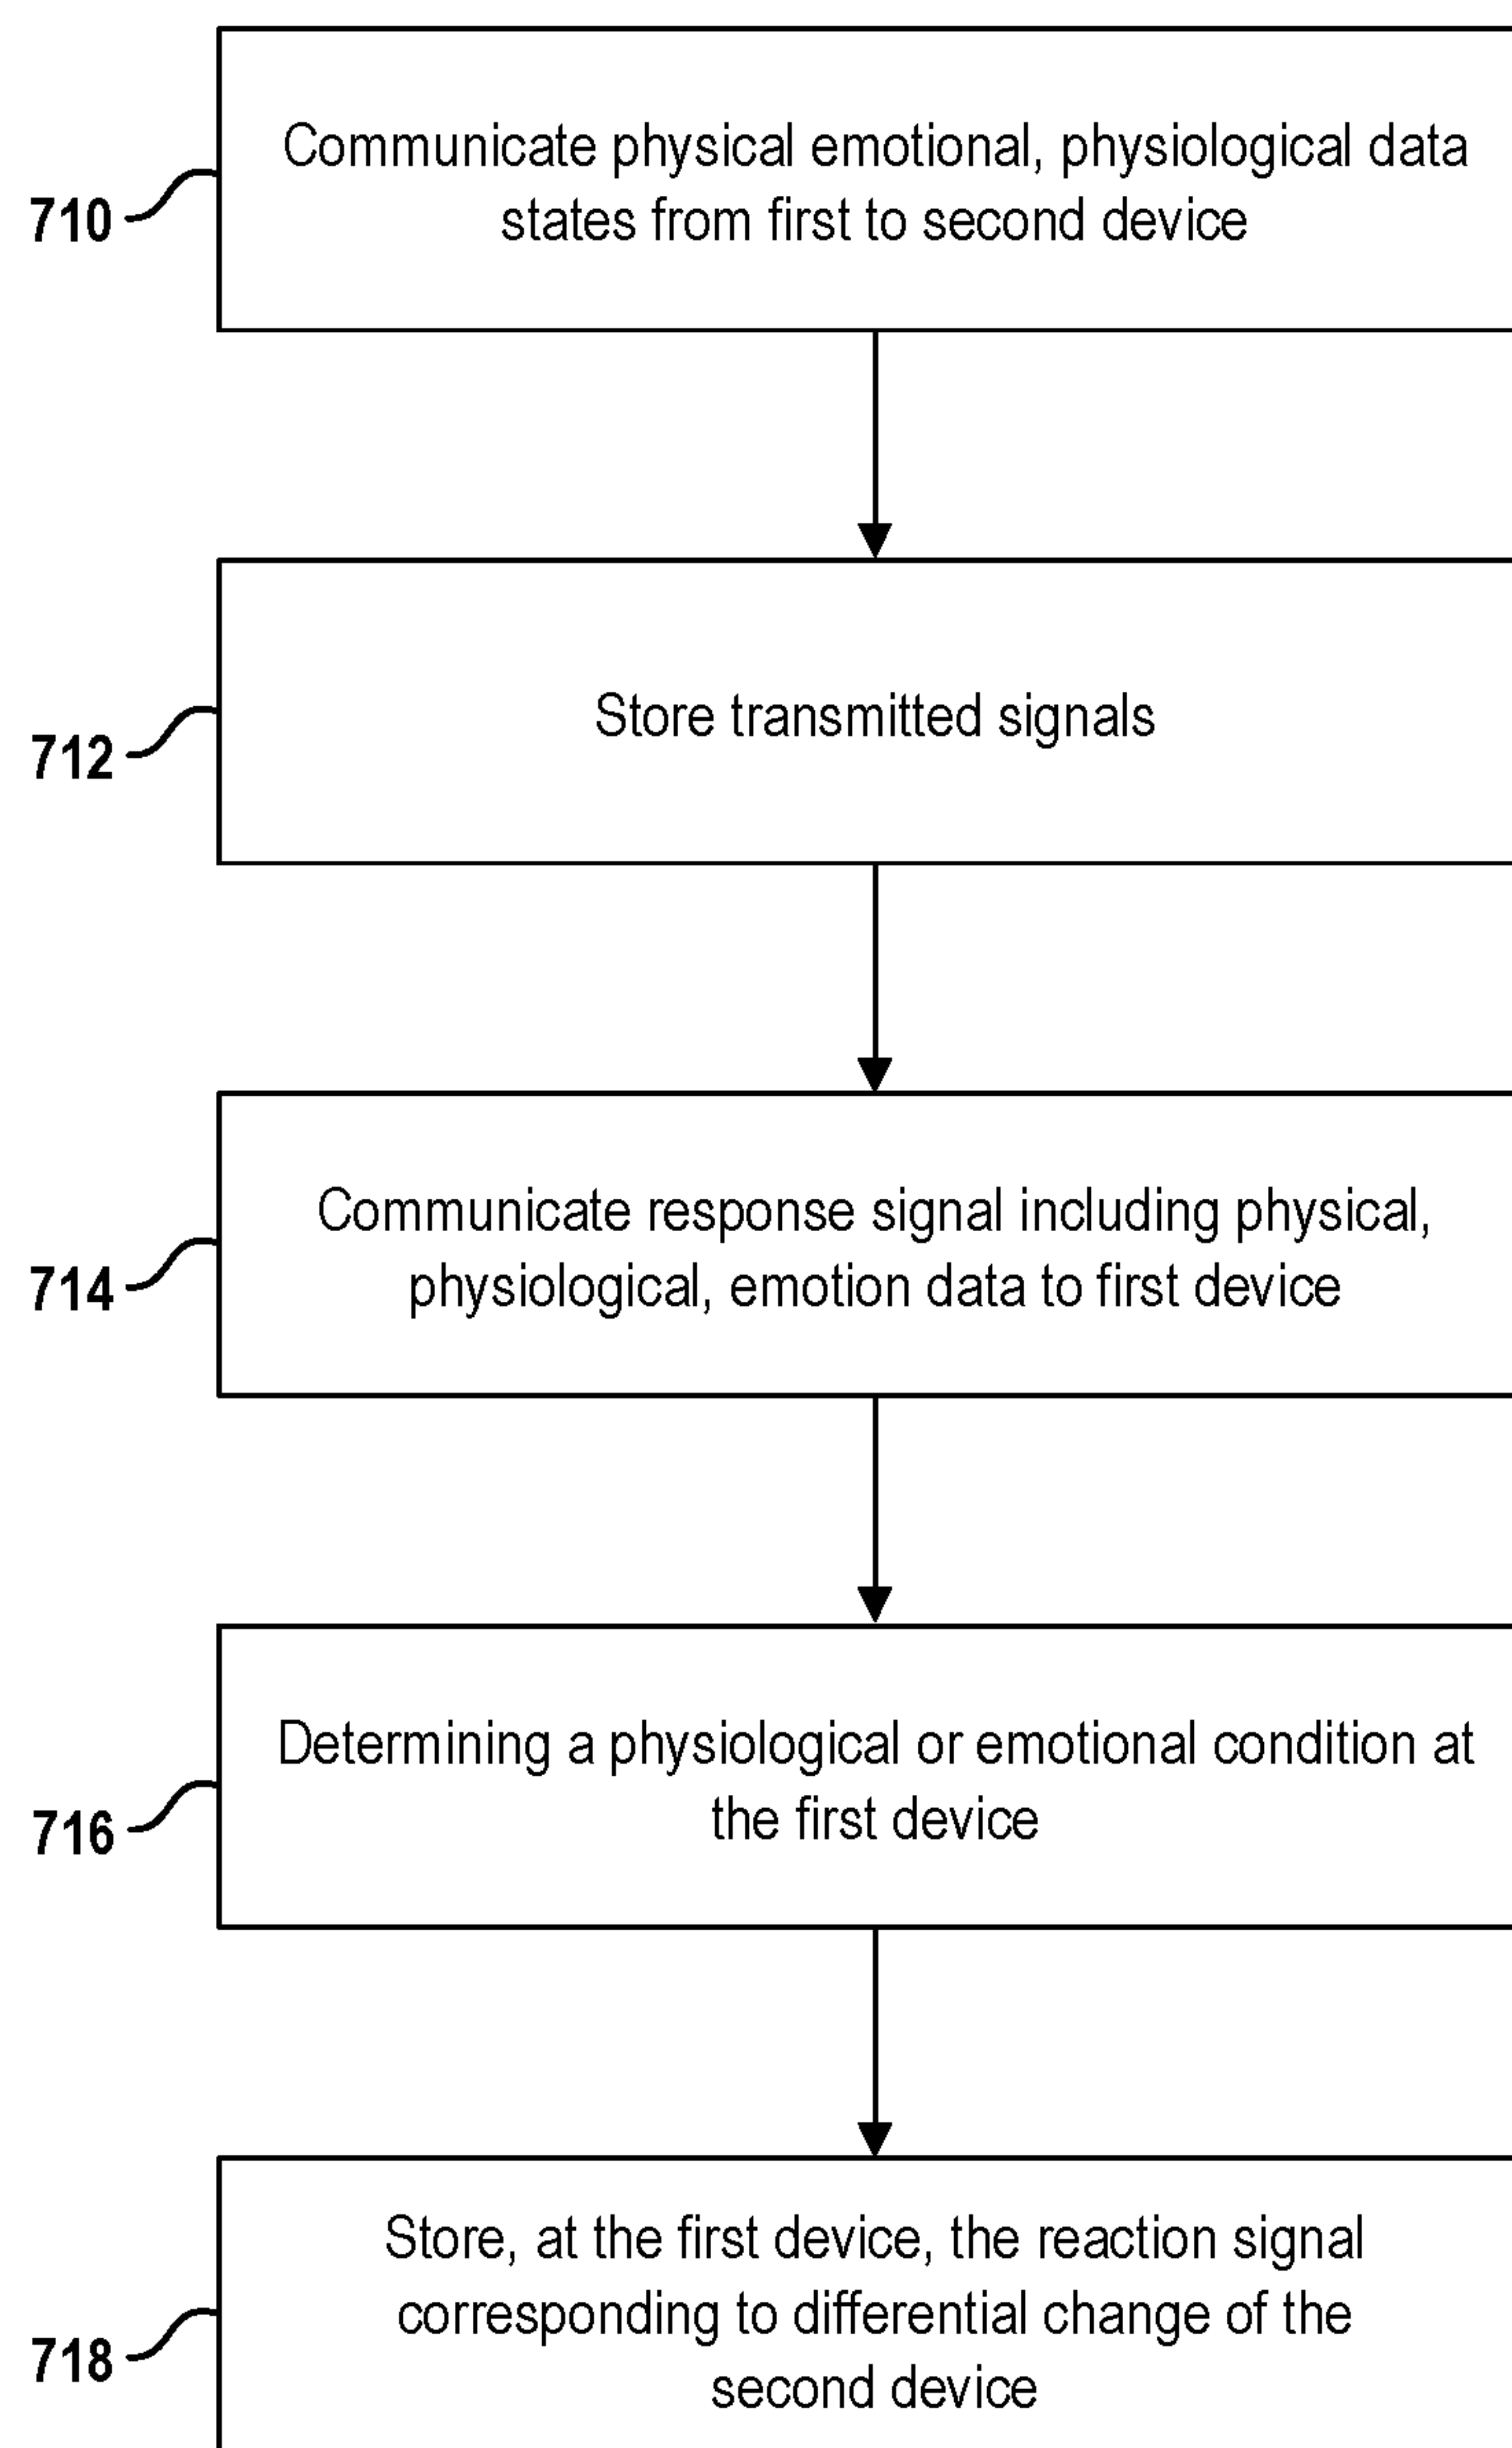 Communicate physical emotional, physiological data
states from first to second device
710
Store transmitted signals
712
Communicate response signal including physical,
physiological, emotion data to first device
714
Determining a physiological or emotional condition at
the first device
716
Store, at the first device, the reaction signal
corresponding to differential change of the
second device
718